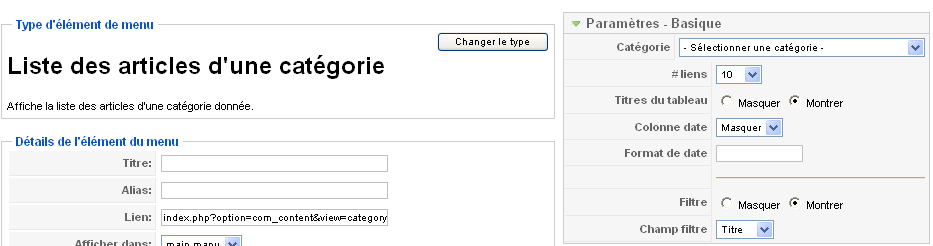 Type d'élément de menu
Changer le type
Liste des articles d'une catégorie
Affiche la liste des articles d'une catégorie donnée.
Détails de l'élément du menu
Titre:
Alias:
Lien: index.php?option=com_content&view=category
Afficher dans: main menu
Paramètres - Basique
Catégorie - Sélectionner une catégorie -
# liens 10
Titres du tableau Masquer Montrer
Colonne date Masquer
Format de date
Filtre Masquer Montrer
Champ filtre Titre